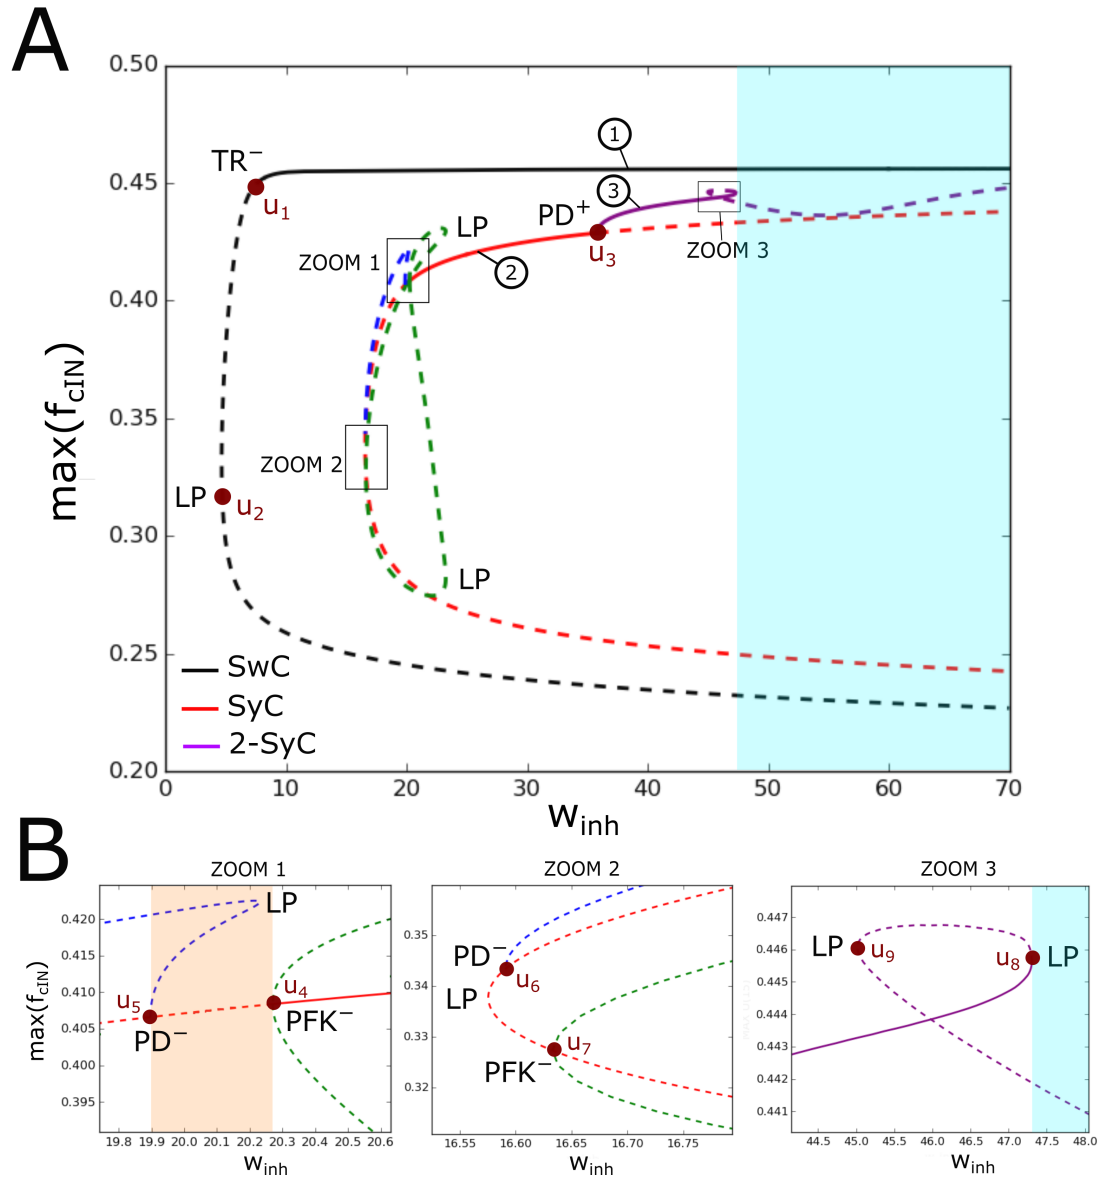 A
0.50
0.45
0.40
0.35
0.30
0.25
0.20
max(f_cIN)
TR⁻
u₁
1
3
PD⁺
u₃
ZOOM 3
LP
ZOOM 1
2
ZOOM 2
LP
u₂
LP
SwC
SyC
2-SyC
0 10 20 30 40 50 60 70
w_inh
B
ZOOM 1
0.420
0.415
0.410
0.405
0.400
0.395
max(f_cIN)
LP
u₅
u₄
PD⁻
PFK⁻
19.8 19.9 20.0 20.1 20.2 20.3 20.4 20.5 20.6
w_inh
ZOOM 2
0.35
0.34
0.33
0.32
PD⁻
u₆
LP
u₇
PFK⁻
16.55 16.60 16.65 16.70 16.75
w_inh
ZOOM 3
0.447
0.446
0.445
0.444
0.443
0.442
0.441
LP
u₉
u₈
LP
44.5 45.0 45.5 46.0 46.5 47.0 47.5 48.0
w_inh